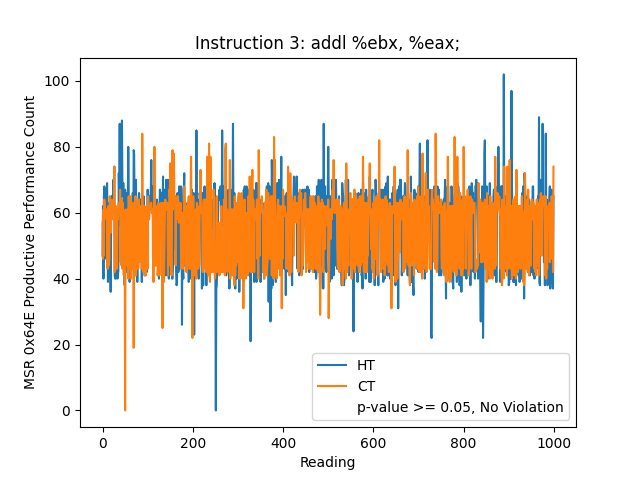 Instruction 3: addl %ebx, %eax;
MSR 0x64E Productive Performance Count
100
80
60
40
20
0
HT
CT
p-value >= 0.05, No Violation
0 200 400 600 800 1000
Reading